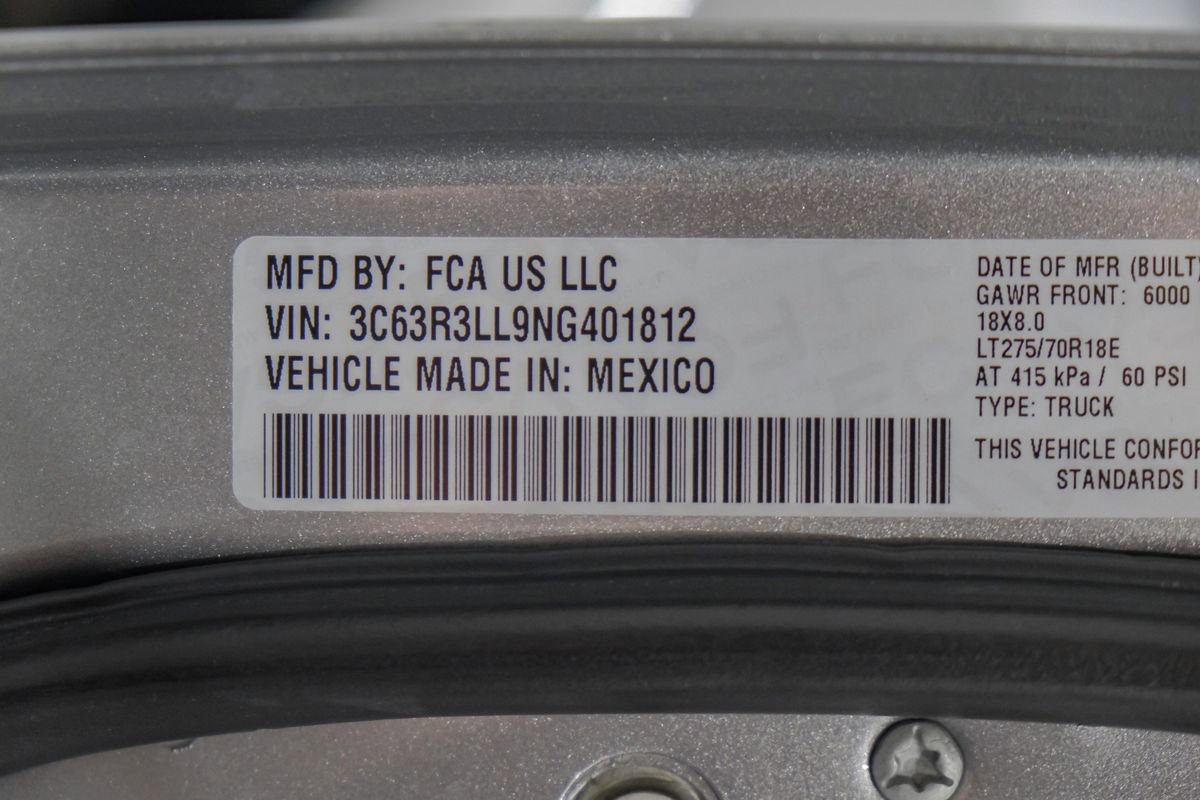 MFD BY: FCA US LLC
VIN: 3C63R3LL9NG401812
VEHICLE MADE IN: MEXICO
DATE OF MFR (BUILT)
GAWR FRONT: 6000
18X8.0
LT275/70R18E
AT 415 kPa / 60 PSI
TYPE: TRUCK
THIS VEHICLE
STANDARDS